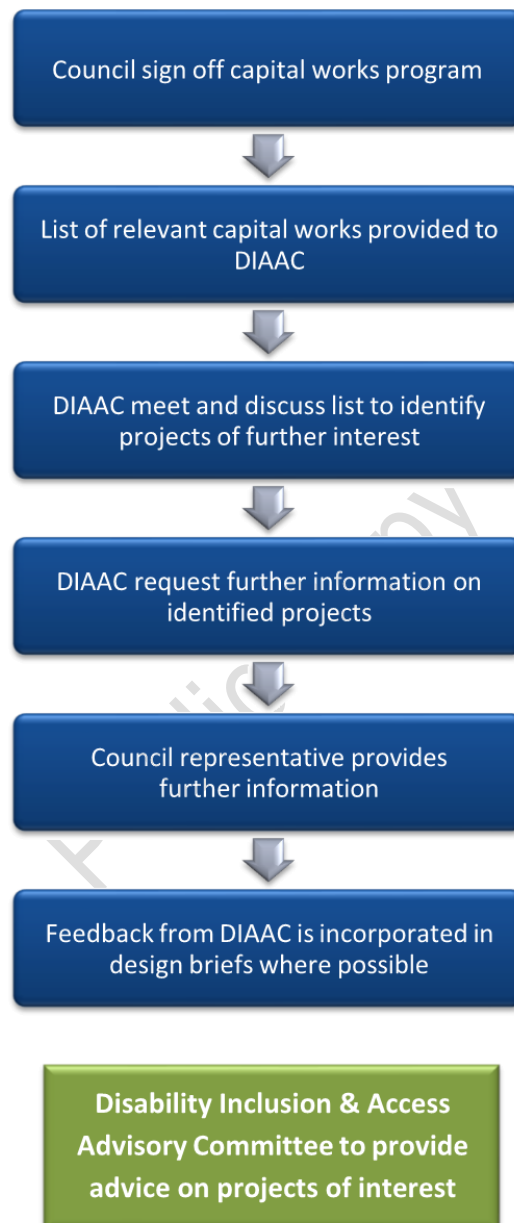 Council sign off capital works program
List of relevant capital works provided to
DIAAC
DIAAC meet and discuss list to identify
projects of further interest
DIAAC request further information on
identified projects
Council representative provides
further information
Feedback from DIAAC is incorporated in
design briefs where possible
Disability Inclusion & Access
Advisory Committee to provide
advice on projects of interest